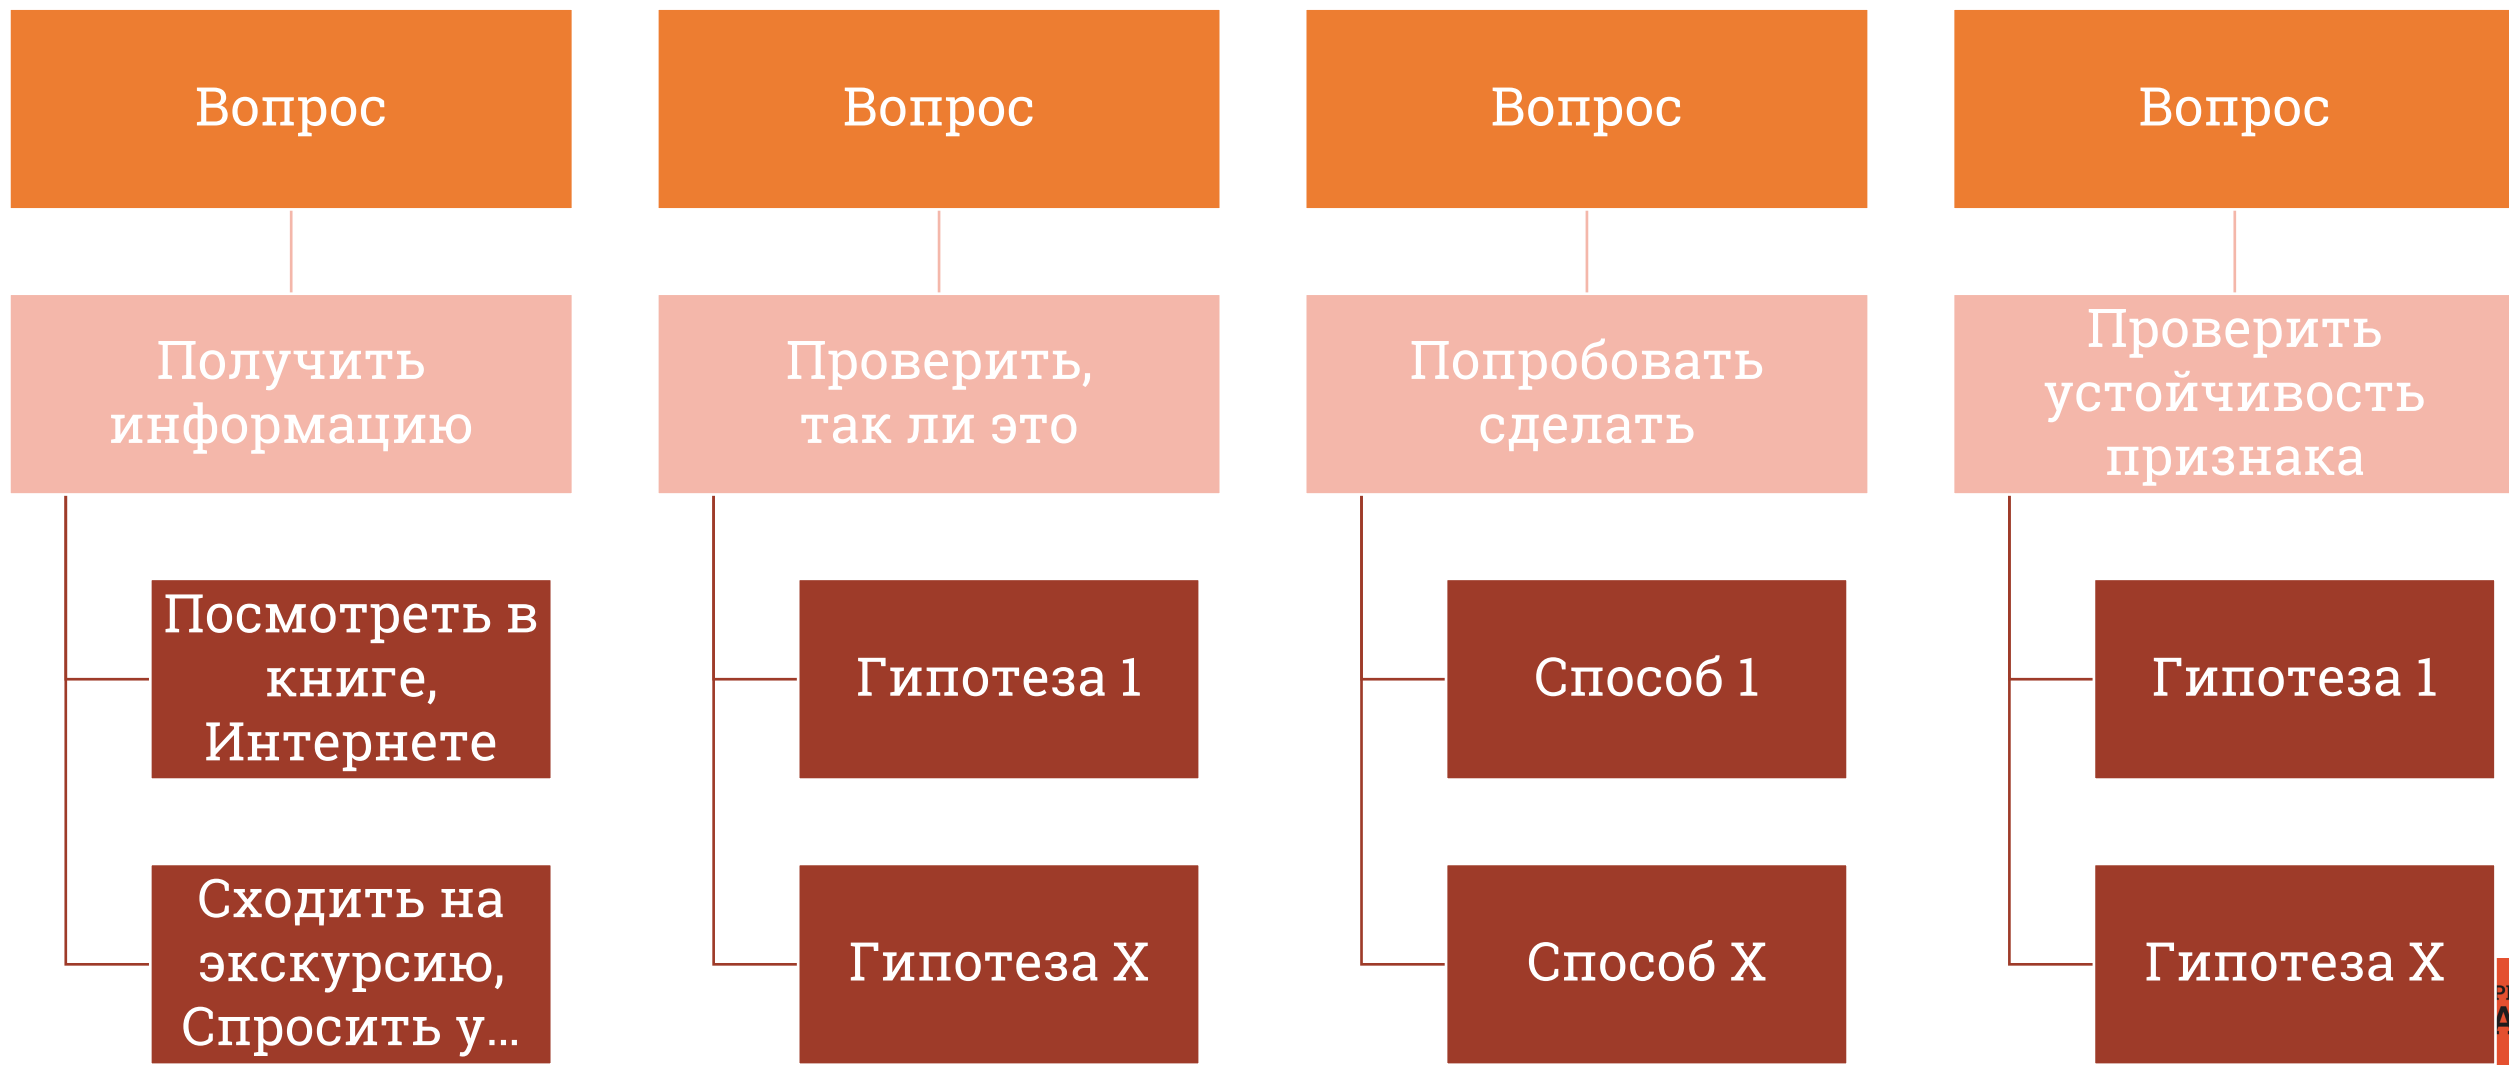 Вопрос
Получить
информацию
Посмотреть в
книге,
Интернете
Сходить на
экскурсию,
Спросить у...
Вопрос
Проверить,
так ли это
Гипотеза 1
Гипотеза X
Вопрос
Попробовать
сделать
Способ 1
Способ X
Вопрос
Проверить
устойчивость
признака
Гипотеза 1
Гипотеза X